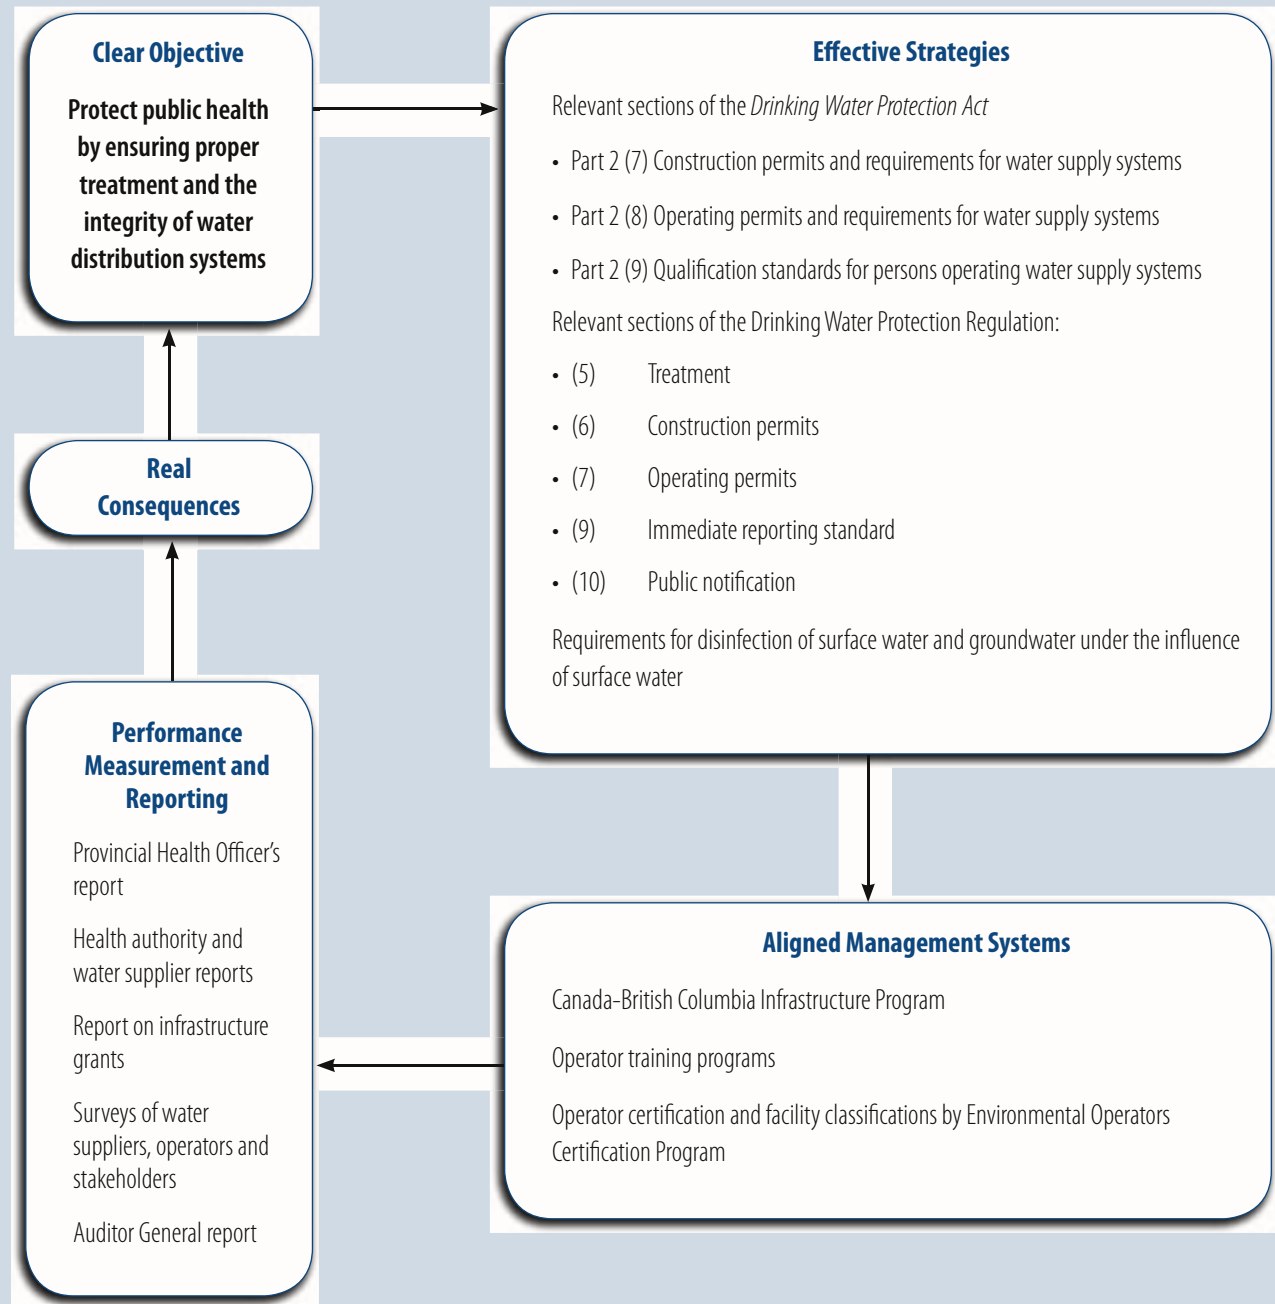 Clear Objective
Protect public health
by ensuring proper
treatment and the
integrity of water
distribution systems
Effective Strategies
Relevant sections of the Drinking Water Protection Act
• Part 2 (7) Construction permits and requirements for water supply systems
• Part 2 (8) Operating permits and requirements for water supply systems
• Part 2 (9) Qualification standards for persons operating water supply systems
Relevant sections of the Drinking Water Protection Regulation:
• (5) Treatment
• (6) Construction permits
• (7) Operating permits
• (9) Immediate reporting standard
• (10) Public notification
Requirements for disinfection of surface water and groundwater under the influence
of surface water
Aligned Management Systems
Canada-British Columbia Infrastructure Program
Operator training programs
Operator certification and facility classifications by Environmental Operators
Certification Program
Performance
Measurement and
Reporting
Provincial Health Officer's
report
Health authority and
water supplier reports
Report on infrastructure
grants
Surveys of water
suppliers, operators and
stakeholders
Auditor General report
Real
Consequences